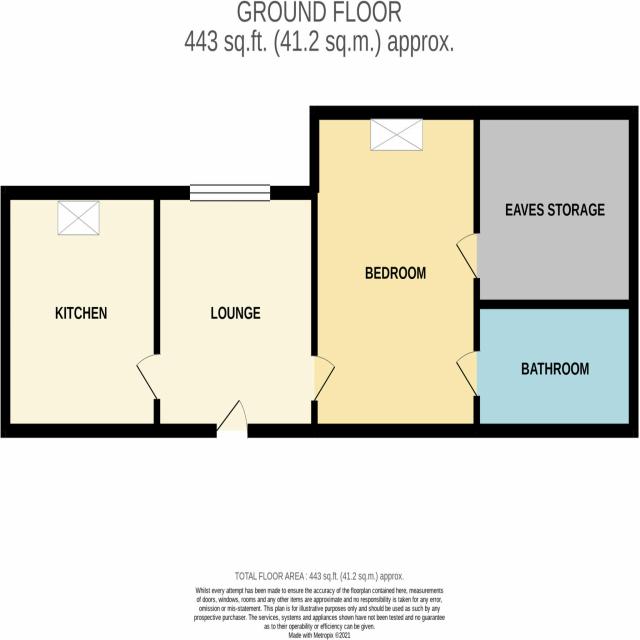 GROUND FLOOR
443 sq.ft. (41.2 sq.m.) approx.
EAVES STORAGE
BEDROOM
KITCHEN
LOUNGE
BATHROOM
TOTAL FLOOR AREA : 443 sq.ft. (41.2 sq.m.) approx.
Whilst every attempt has been made to ensure the accuracy of the floorplan contained here, measurements
of doors, windows, rooms and any other items are approximate and no responsibility is taken for any error,
omission or mis-statement. This plan is for illustrative purposes only and should be used as such by any
prospective purchaser. The services, systems and appliances shown have not been tested and no guarantee
as to their operability or efficiency can be given.
Made with Metropix ©2021